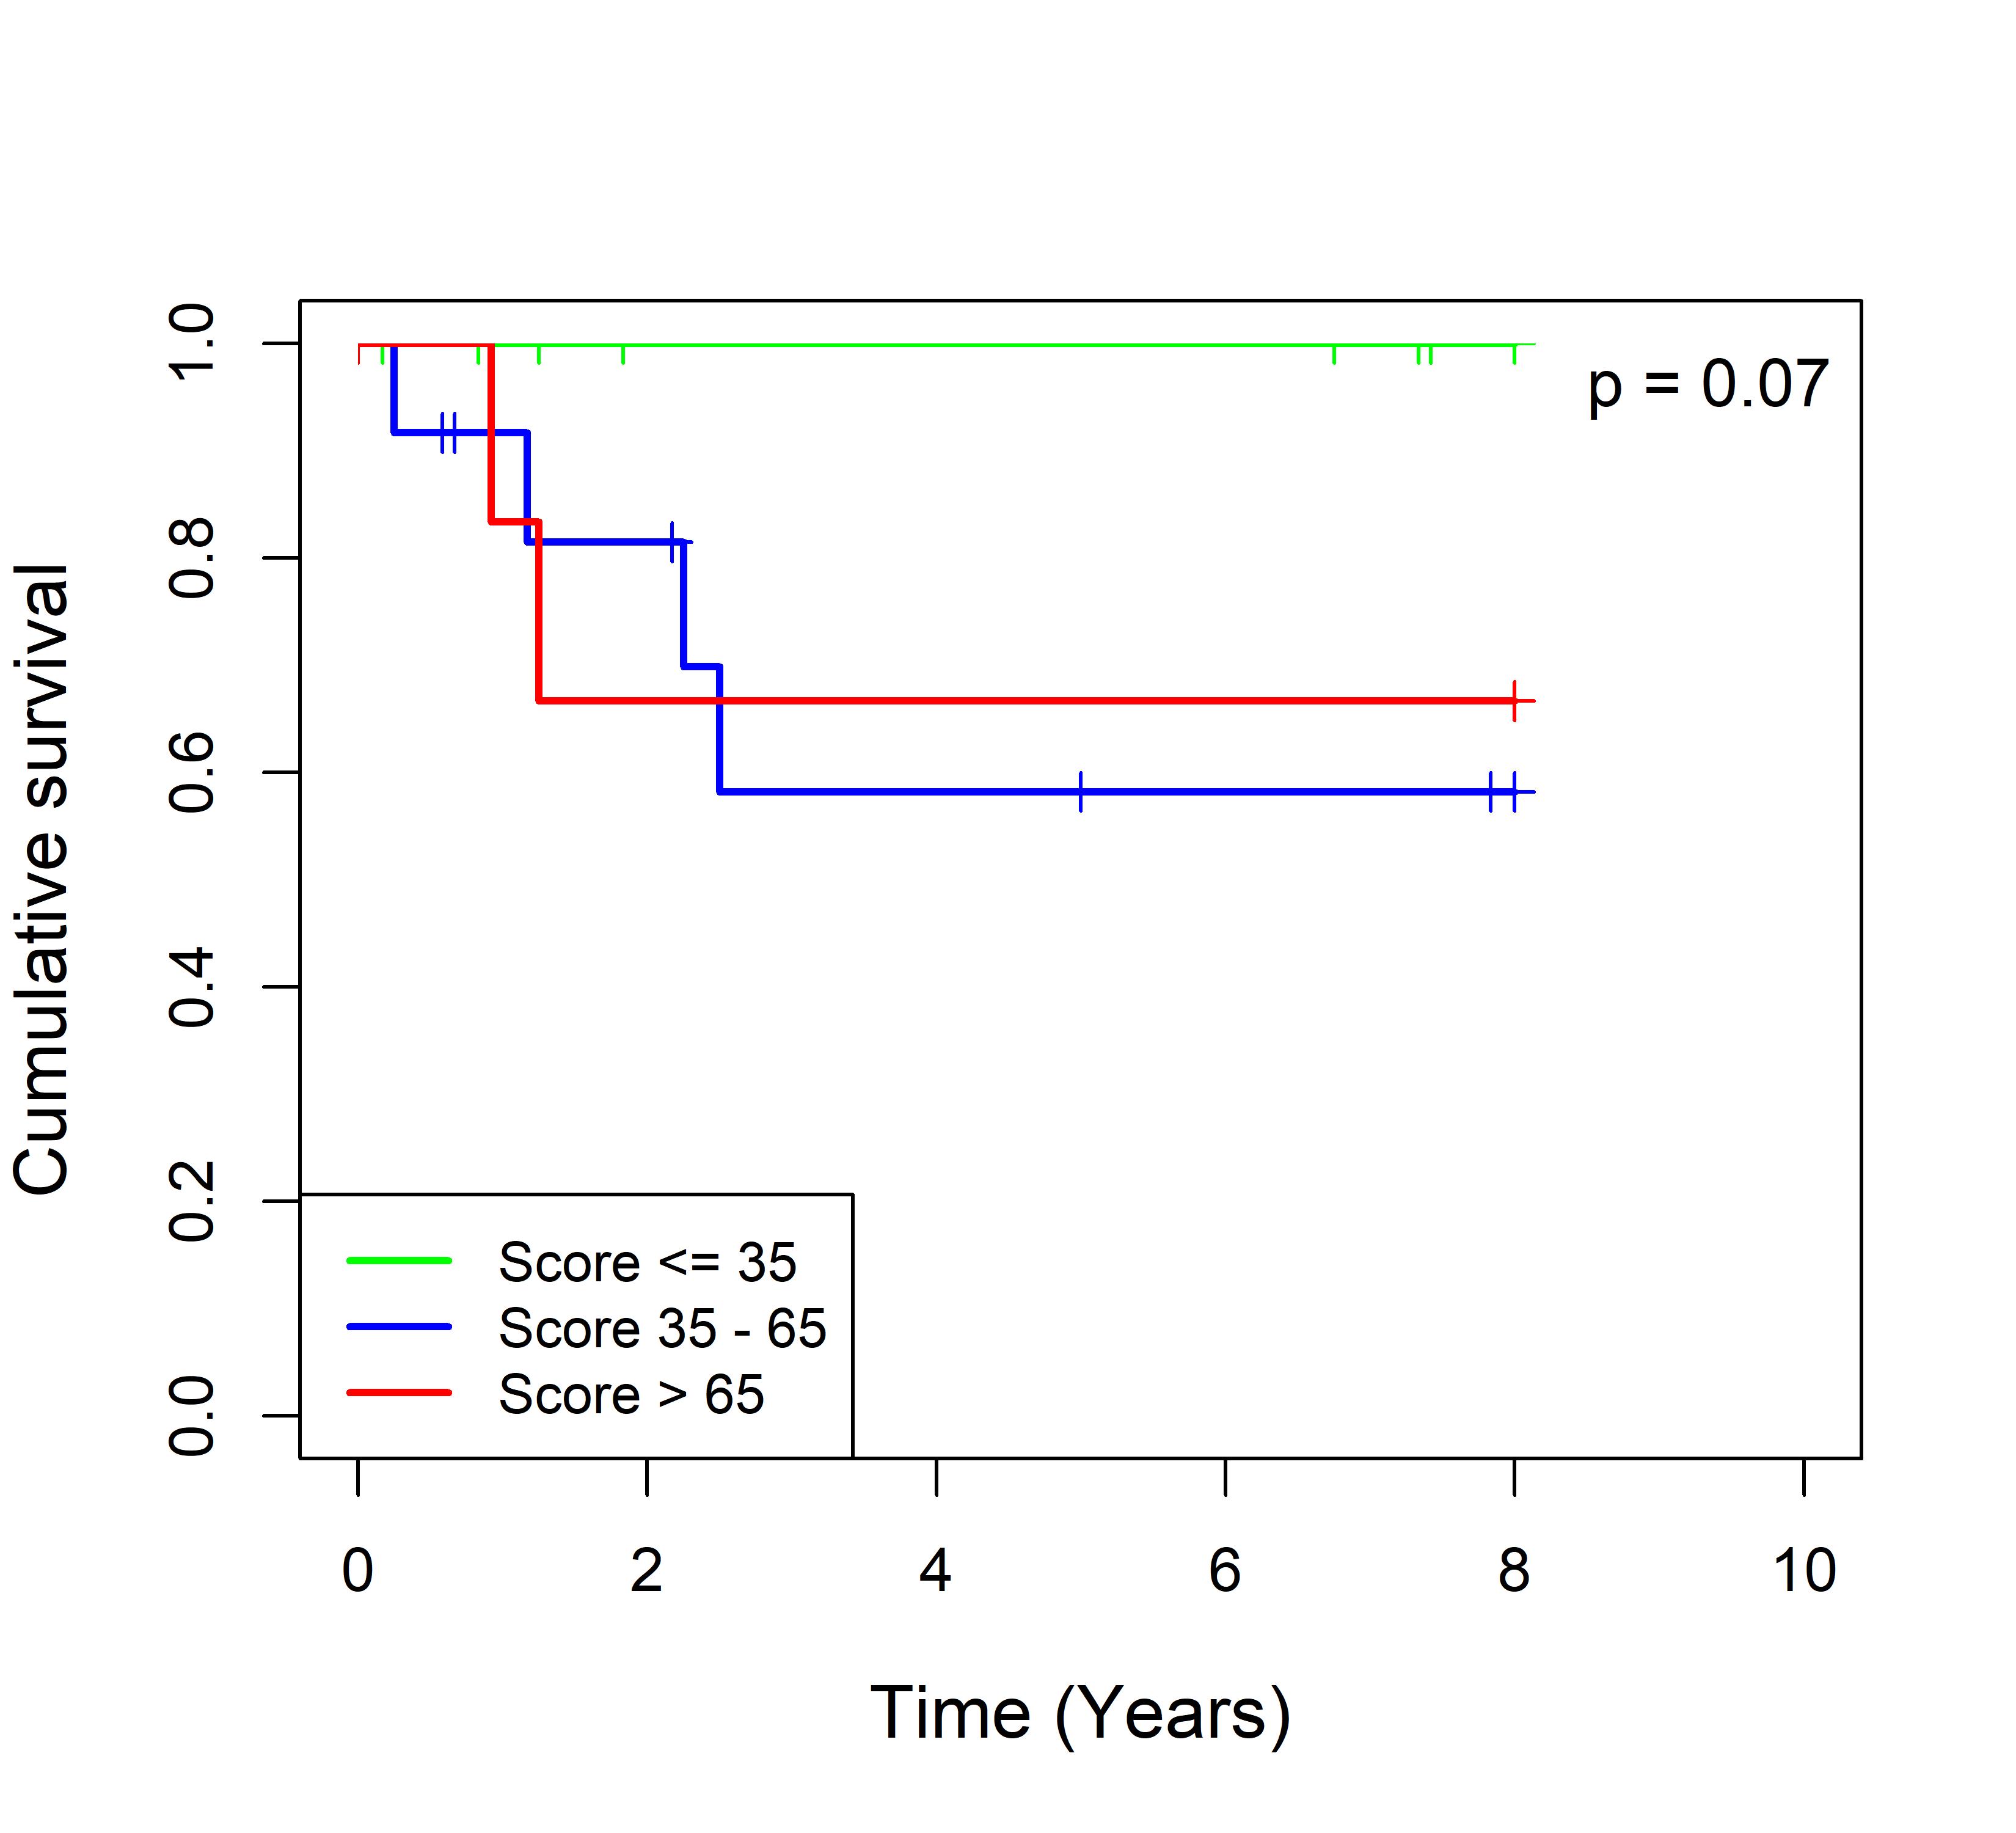 p = 0.07
Cumulative survival
1.0
0.8
0.6
0.4
0.2
0.0
Score <= 35
Score 35 - 65
Score > 65
0 2 4 6 8 10
Time (Years)